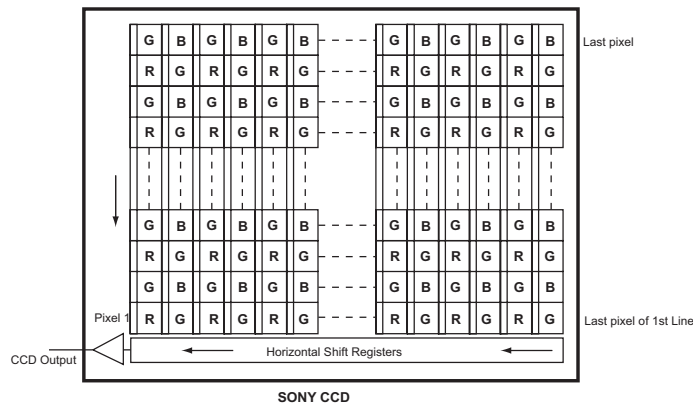 G B G B G B G B G B G B Last pixel
R G R G R G R G R G R G
G B G B G B G B G B G B
R G R G R G R G R G R G
G B G B G B G B G B G B
R G R G R G R G R G R G
G B G B G B G B G B G B
Pixel 1 R G R G R G R G R G R G Last pixel of 1st Line
CCD Output Horizontal Shift Registers
SONY CCD